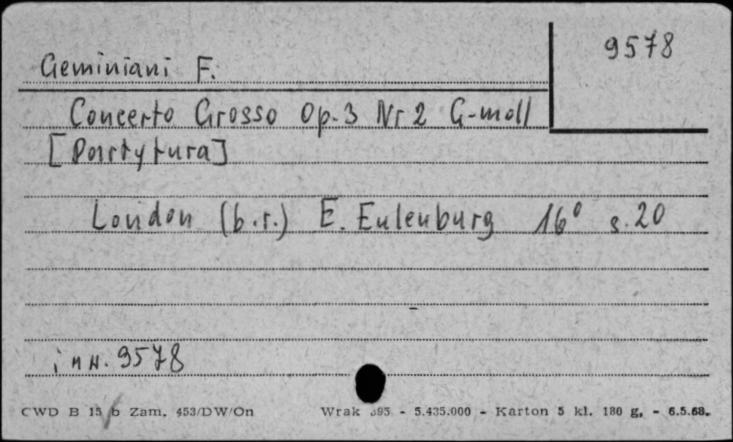 9578
Geminiani F.
Concerto Grosso Op.3 Nr 2 G-moll
[Partytura]
London (b.r.) E. Eulenburg 16° s.20
inw. 9578
CWD B 15/b Zam. 453/DW/On Wrak 595 - 5.435.000 - Karton 5 kl. 180 g, - 6.5.68.